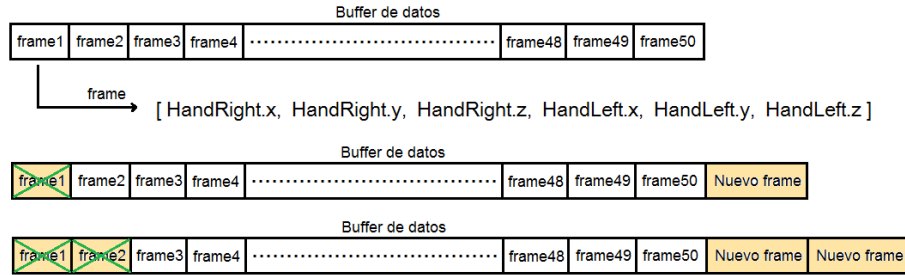 Buffer de datos
frame1 frame2 frame3 frame4 ........................................ frame48 frame49 frame50
frame
[ HandRight.x, HandRight.y, HandRight.z, HandLeft.x, HandLeft.y, HandLeft.z ]
Buffer de datos
frame1 frame2 frame3 frame4 ........................................ frame48 frame49 frame50 Nuevo frame
Buffer de datos
frame1 frame2 frame3 frame4 ........................................ frame48 frame49 frame50 Nuevo frame Nuevo frame